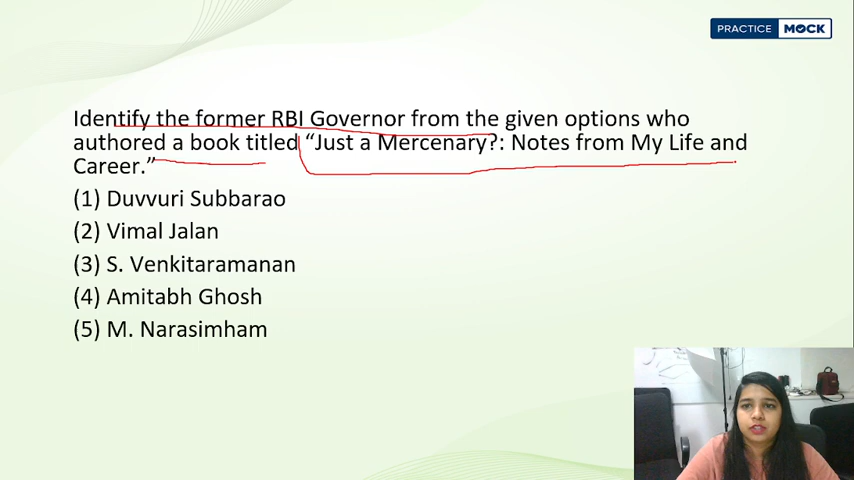 PRACTICE MOCK
Identify the former RBI Governor from the given options who
authored a book titled “Just a Mercenary?: Notes from My Life and
Career.”
(1) Duvvuri Subbarao
(2) Vimal Jalan
(3) S. Venkitaramanan
(4) Amitabh Ghosh
(5) M. Narasimham